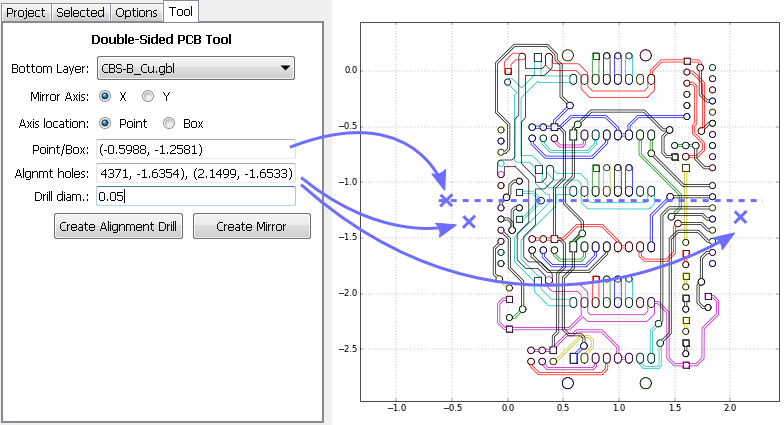 Project Selected Options Tool
Double-Sided PCB Tool
Bottom Layer: CBS-B_Cu.gbl
Mirror Axis: X Y
Axis location: Point Box
Point/Box: (-0.5988, -1.2581)
Alignmt holes: 4371, -1.6354), (2.1499, -1.6533)
Drill diam.: 0.05
Create Alignment Drill Create Mirror
0.0
−0.5
−1.0
−1.5
−2.0
−2.5
−1.0 −0.5 0.0 0.5 1.0 1.5 2.0